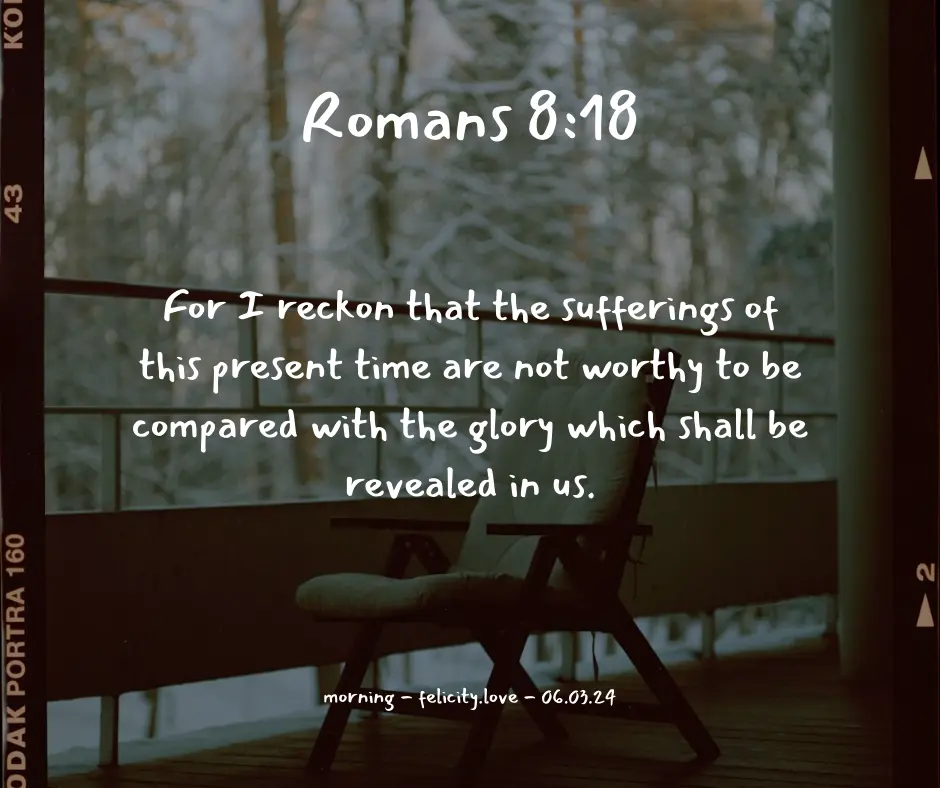 Romans 8:18
For I reckon that the sufferings of
this present time are not worthy to be
compared with the glory which shall be
revealed in us.
morning - felicity.love - 06.03.24
43
ODAK PORTRA 160
2